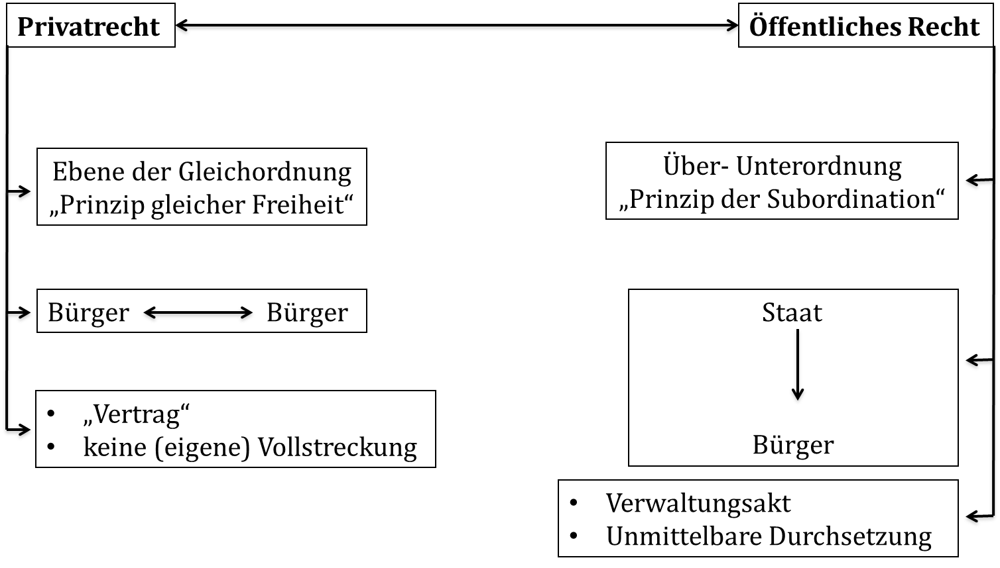 Privatrecht
Öffentliches Recht
Ebene der Gleichordnung
„Prinzip gleicher Freiheit“
Über- Unterordnung
„Prinzip der Subordination“
Bürger Bürger
Staat
Bürger
• „Vertrag“
• keine (eigene) Vollstreckung
• Verwaltungsakt
• Unmittelbare Durchsetzung